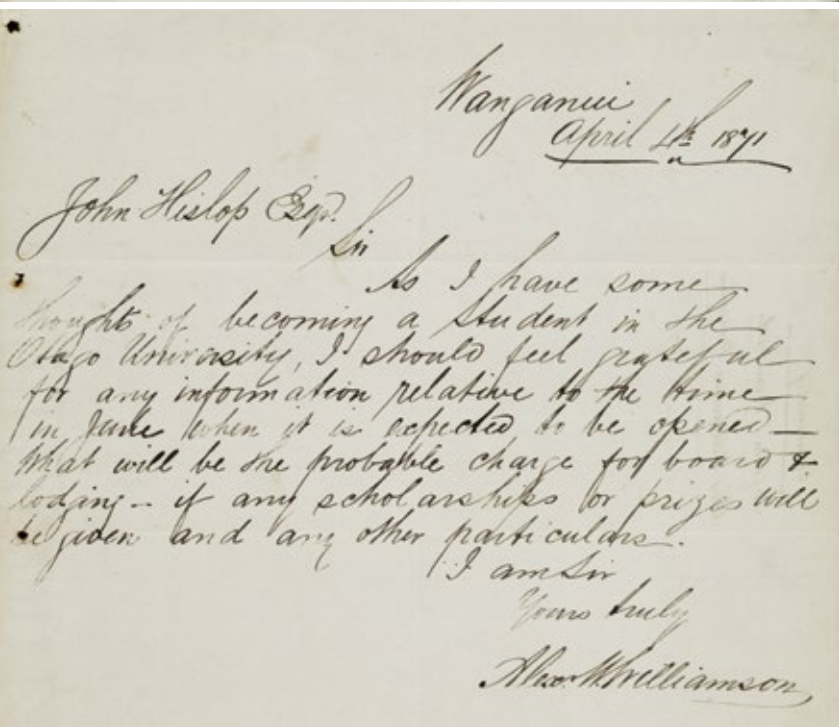 Wanganui
April 4th 1871
John Hislop Esqr.
Sir
As I have some
thoughts of becoming a Student in the
Otago University, I should feel grateful
for any information relative to the time
in June when it is expected to be opened —
what will be the probable charge for board &
lodging — if any scholarships or prizes will
be given and any other particulars.
I am Sir
Yours truly
Alexr Williamson